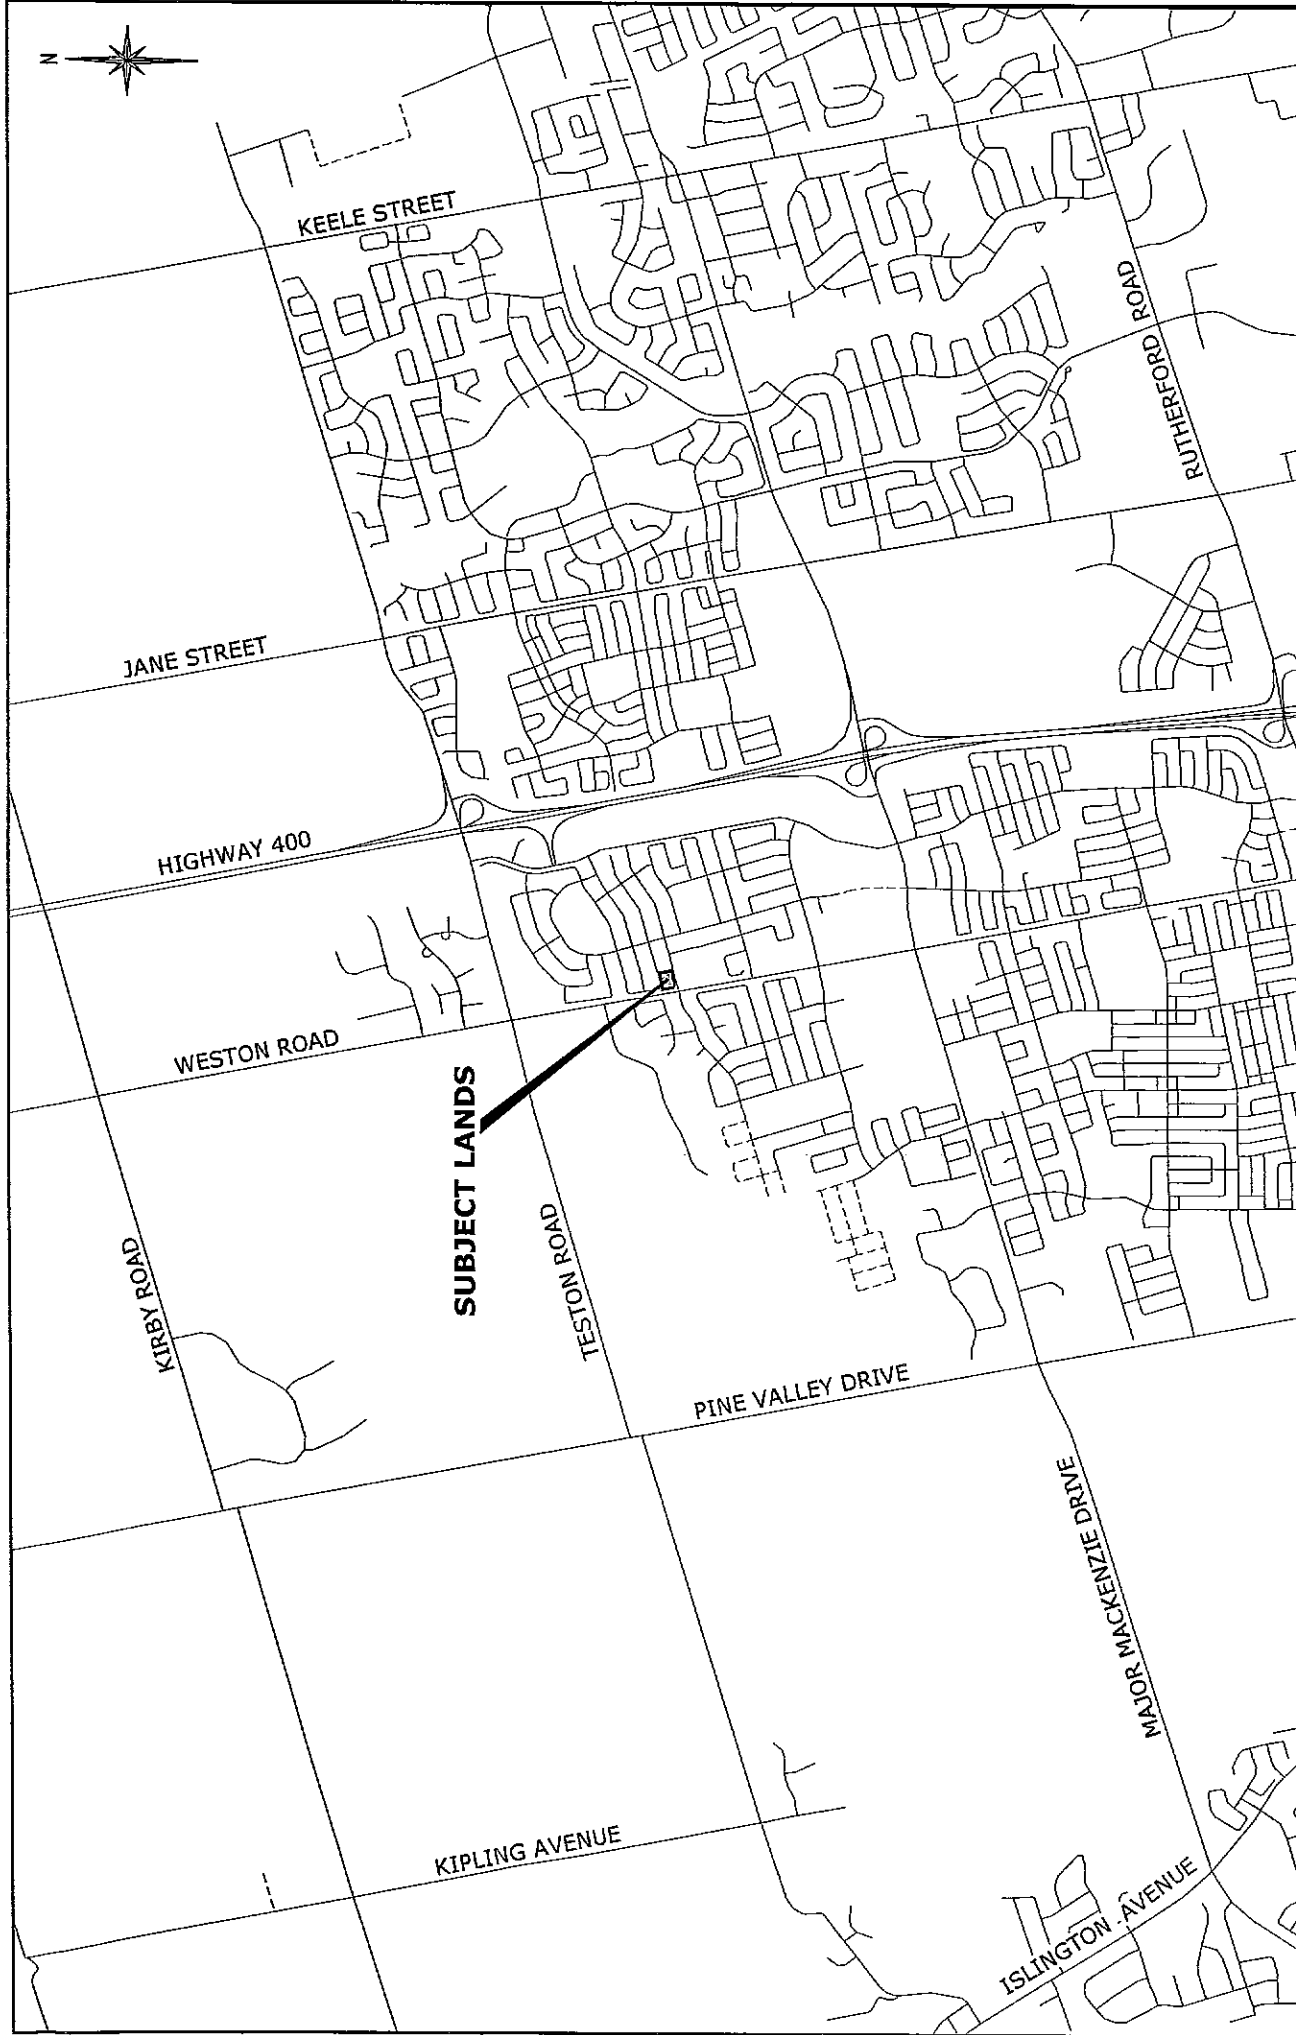 N
KEELE STREET
JANE STREET
HIGHWAY 400
WESTON ROAD
SUBJECT LANDS
KIRBY ROAD
TESTON ROAD
RUTHERFORD ROAD
PINE VALLEY DRIVE
MAJOR MACKENZIE DRIVE
KIPLING AVENUE
ISLINGTON AVENUE